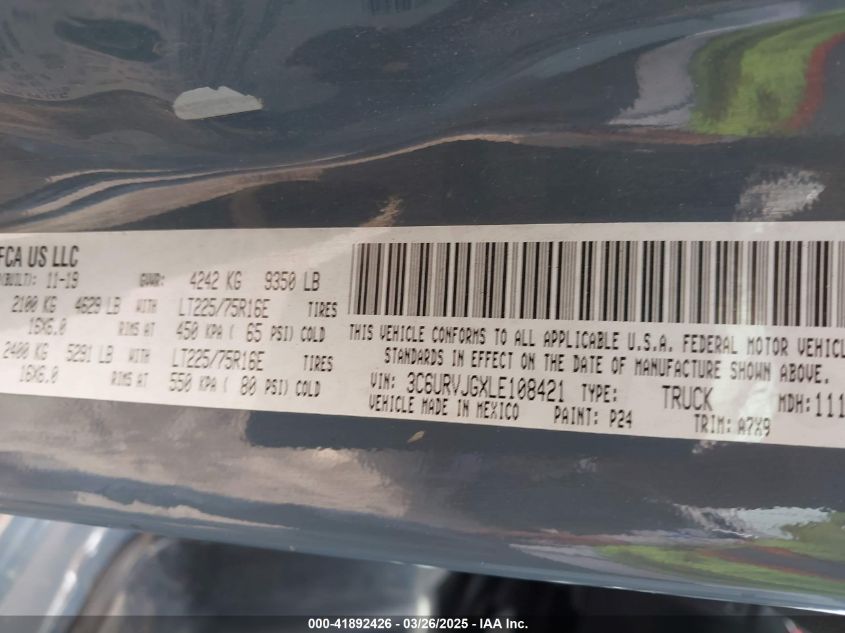 FCA US LLC
(BUILT): 11-19 GVWR: 4242 KG 9350 LB
2100 KG 4629 LB WITH LT225/75R16E TIRES
16X6.0 RIMS AT 450 KPA ( 65 PSI) COLD
2400 KG 5291 LB WITH LT225/75R16E TIRES
16X6.0 RIMS AT 550 KPA ( 80 PSI) COLD
THIS VEHICLE CONFORMS TO ALL APPLICABLE U.S.A. FEDERAL MOTOR VEHICL
STANDARDS IN EFFECT ON THE DATE OF MANUFACTURE SHOWN ABOVE.
VIN: 3C6URVJGXLE108421 TYPE: TRUCK MDH:111
VEHICLE MADE IN MEXICO PAINT: P24 TRIM: A7X9
000-41892426 - 03/26/2025 - IAA Inc.